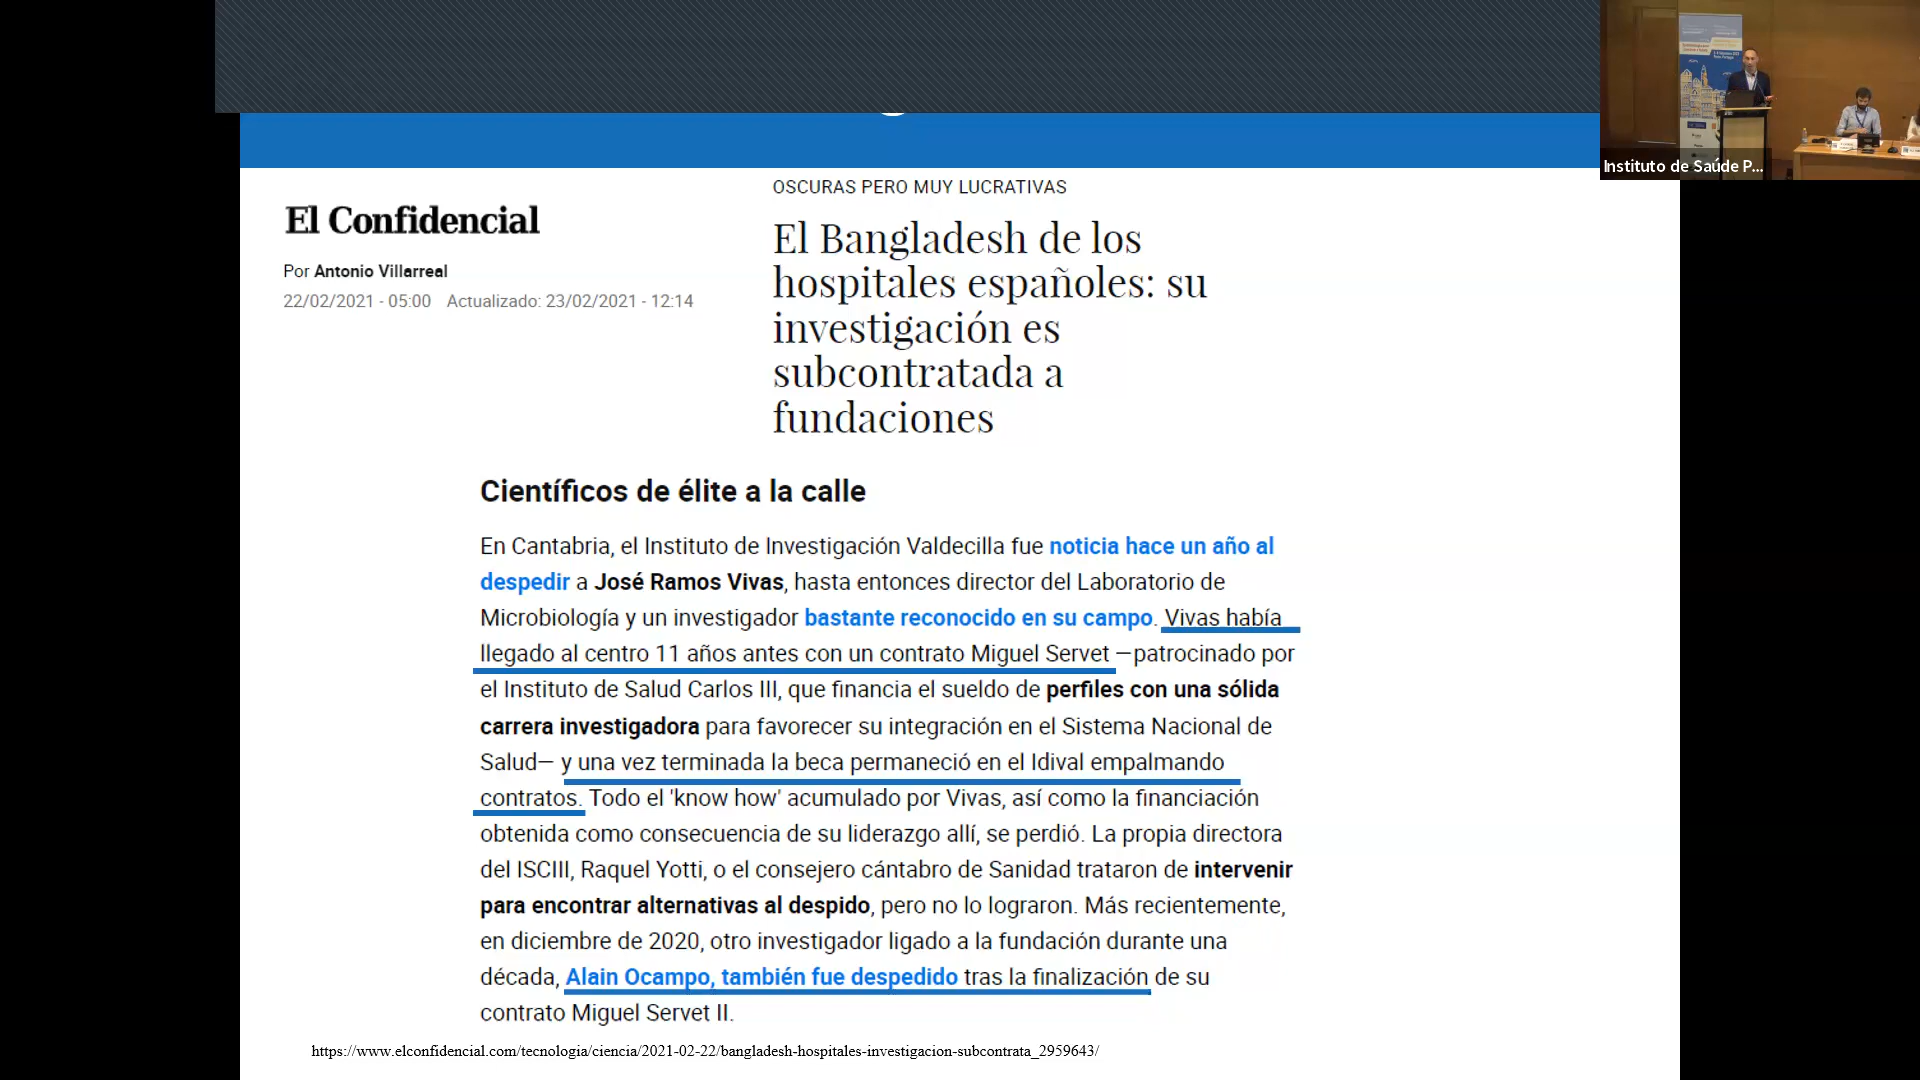 OSCURAS PERO MUY LUCRATIVAS
El Confidencial
El Bangladesh de los
hospitales españoles: su
investigación es
subcontratada a
fundaciones
Por Antonio Villarreal
22/02/2021 - 05:00 Actualizado: 23/02/2021 - 12:14
Científicos de élite a la calle
En Cantabria, el Instituto de Investigación Valdecilla fue noticia hace un año al
despedir a José Ramos Vivas, hasta entonces director del Laboratorio de
Microbiología y un investigador bastante reconocido en su campo. Vivas había
llegado al centro 11 años antes con un contrato Miguel Servet —patrocinado por
el Instituto de Salud Carlos III, que financia el sueldo de perfiles con una sólida
carrera investigadora para favorecer su integración en el Sistema Nacional de
Salud— y una vez terminada la beca permaneció en el Idival empalmando
contratos. Todo el 'know how' acumulado por Vivas, así como la financiación
obtenida como consecuencia de su liderazgo allí, se perdió. La propia directora
del ISCIII, Raquel Yotti, o el consejero cántabro de Sanidad trataron de intervenir
para encontrar alternativas al despido, pero no lo lograron. Más recientemente,
en diciembre de 2020, otro investigador ligado a la fundación durante una
década, Alain Ocampo, también fue despedido tras la finalización de su
contrato Miguel Servet II.
https://www.elconfidencial.com/tecnologia/ciencia/2021-02-22/bangladesh-hospitales-investigacion-subcontrata_2959643/
Instituto de Saúde P...